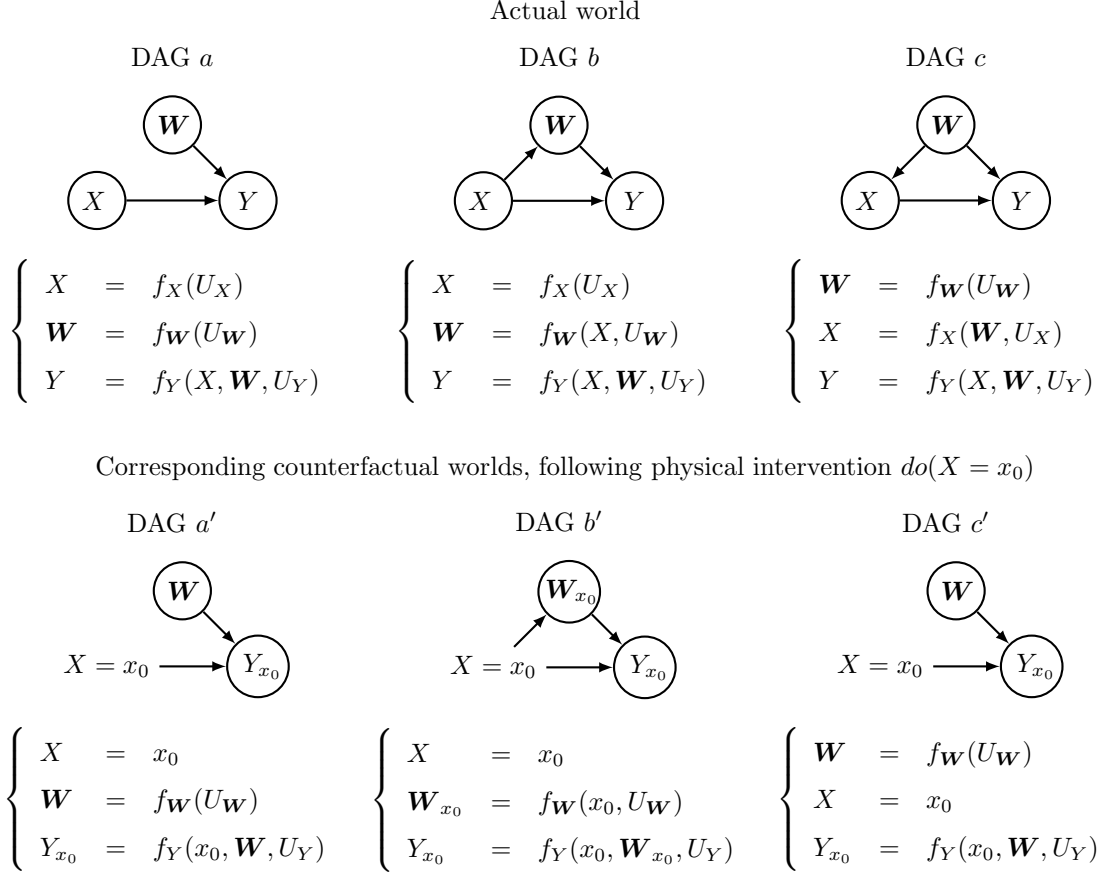 Actual world
DAG a DAG b DAG c
W W W
X Y X Y X Y
X = f_X(U_X) X = f_X(U_X) W = f_W(U_W)
W = f_W(U_W) W = f_W(X, U_W) X = f_X(W, U_X)
Y = f_Y(X, W, U_Y) Y = f_Y(X, W, U_Y) Y = f_Y(X, W, U_Y)
Corresponding counterfactual worlds, following physical intervention do(X = x_0)
DAG a′ DAG b′ DAG c′
W W_{x_0} W
X = x_0 Y_{x_0} X = x_0 Y_{x_0} X = x_0 Y_{x_0}
X = x_0 X = x_0 W = f_W(U_W)
W = f_W(U_W) W_{x_0} = f_W(x_0, U_W) X = x_0
Y_{x_0} = f_Y(x_0, W, U_Y) Y_{x_0} = f_Y(x_0, W_{x_0}, U_Y) Y_{x_0} = f_Y(x_0, W, U_Y)